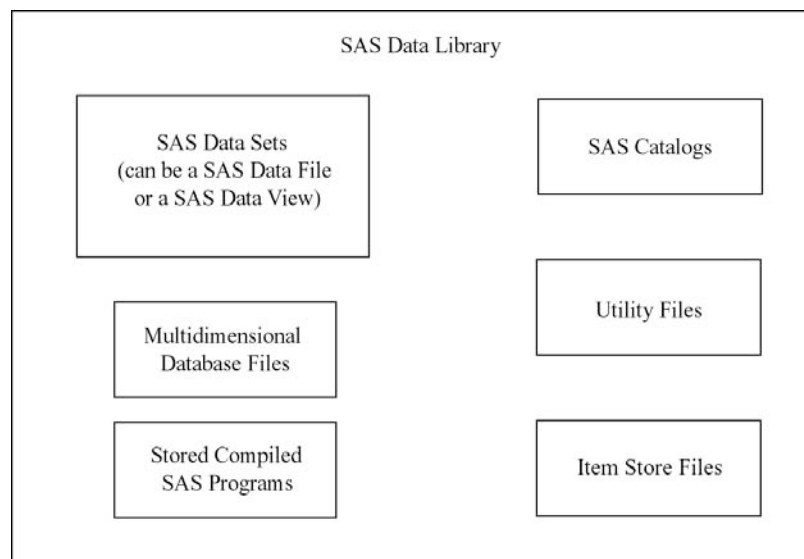 SAS Data Library
SAS Data Sets
(can be a SAS Data File
or a SAS Data View)
Multidimensional
Database Files
Stored Compiled
SAS Programs
SAS Catalogs
Utility Files
Item Store Files